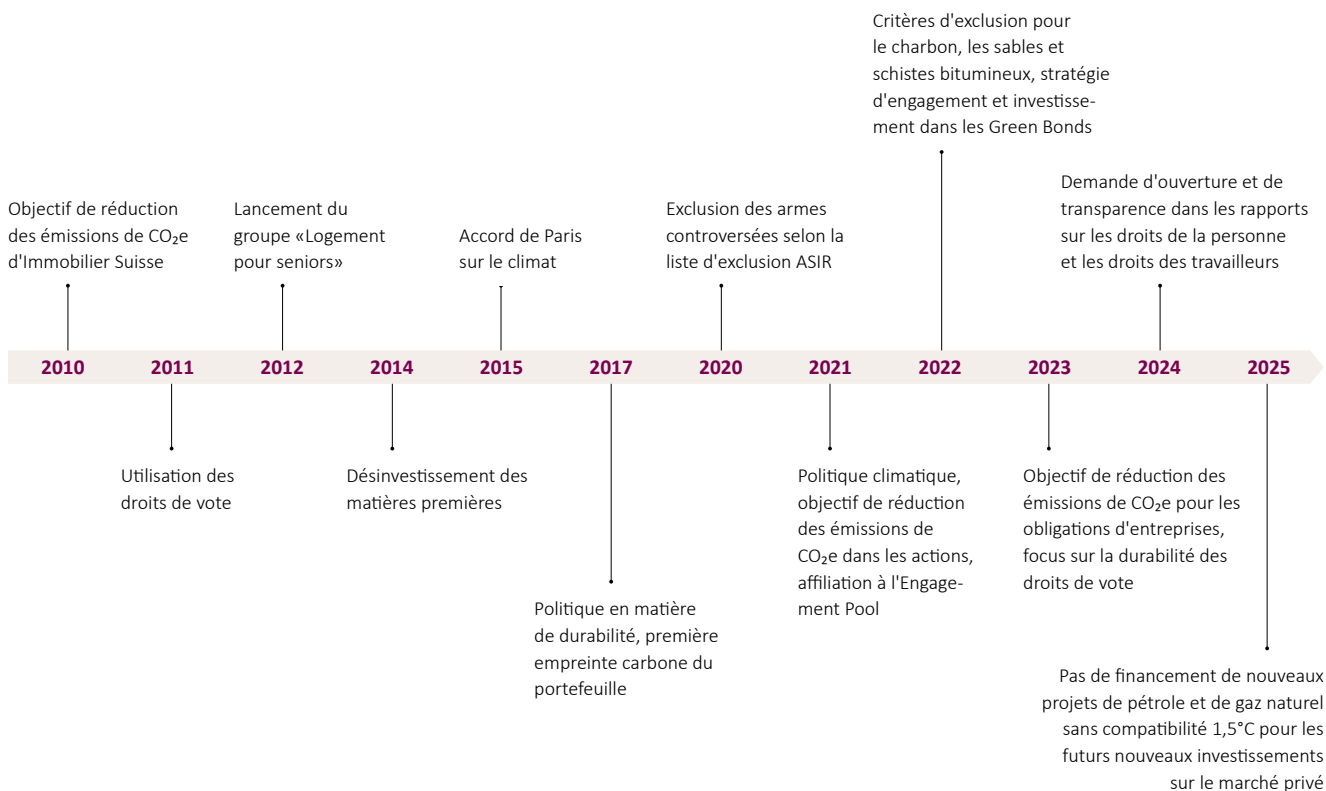 Critères d'exclusion pour
le charbon, les sables et
schistes bitumineux, stratégie
d'engagement et investisse-
ment dans les Green Bonds
Objectif de réduction
des émissions de CO₂e
d'Immobilier Suisse
Lancement du
groupe «Logement
pour seniors»
Accord de Paris
sur le climat
Exclusion des armes
controversées selon la
liste d'exclusion ASIR
Demande d'ouverture et de
transparence dans les rapports
sur les droits de la personne
et les droits des travailleurs
2010 2011 2012 2014 2015 2017 2020 2021 2022 2023 2024 2025
Utilisation des
droits de vote
Désinvestissement des
matières premières
Politique en matière
de durabilité, première
empreinte carbone du
portefeuille
Politique climatique,
objectif de réduction
des émissions de
CO₂e dans les actions,
affiliation à l'Engage-
ment Pool
Objectif de réduction des
émissions de CO₂e pour les
obligations d'entreprises,
focus sur la durabilité des
droits de vote
Pas de financement de nouveaux
projets de pétrole et de gaz naturel
sans compatibilité 1,5°C pour les
futurs nouveaux investissements
sur le marché privé